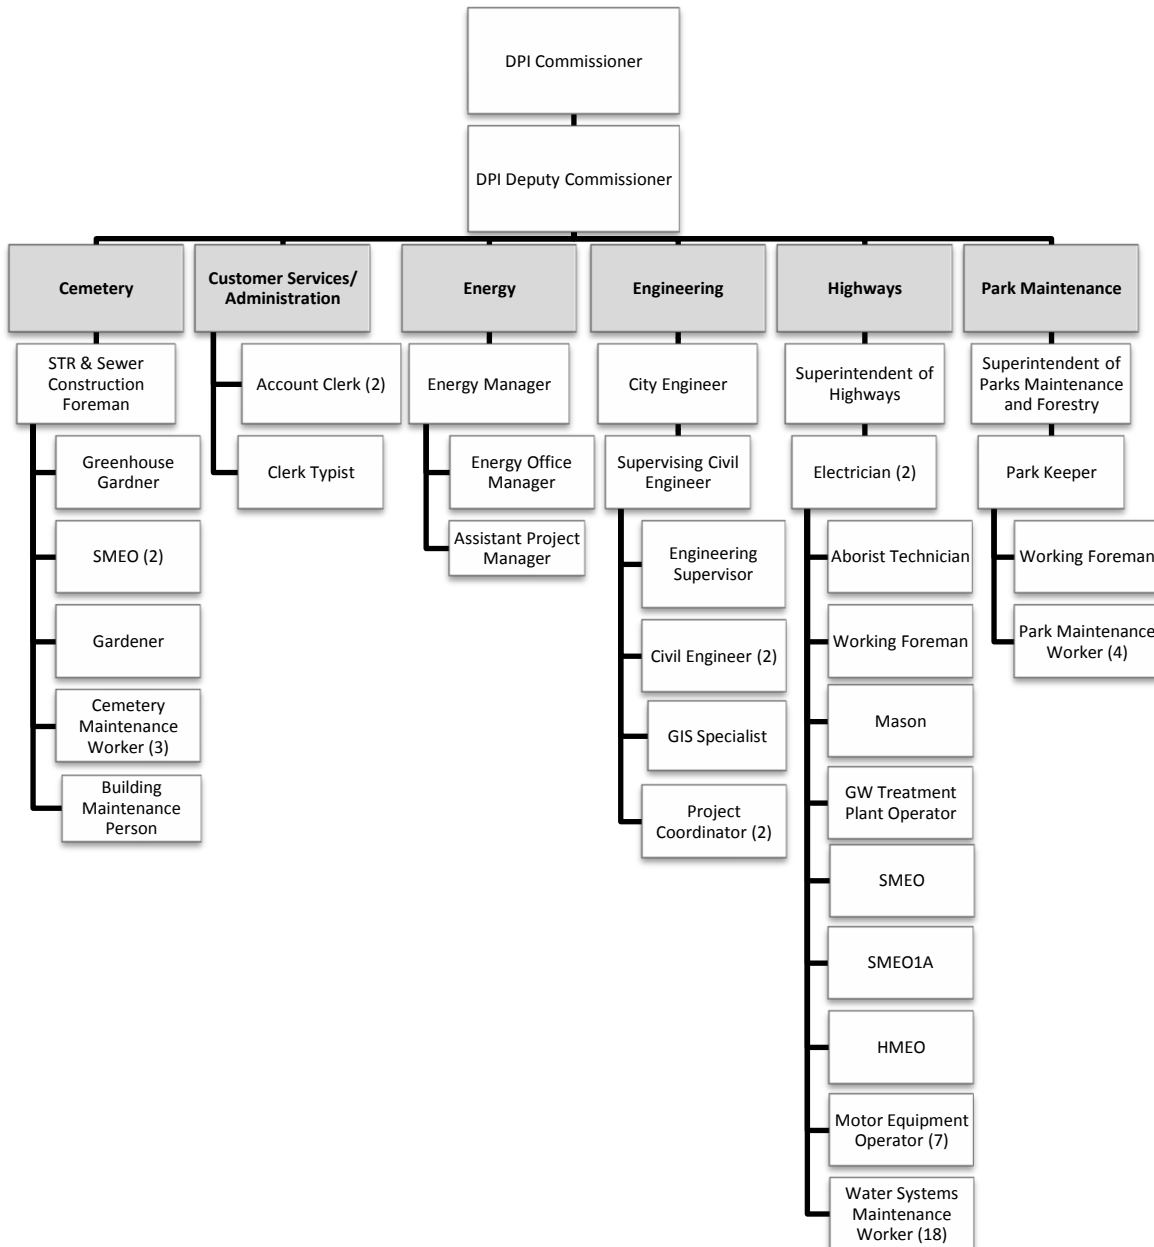 DPI Commissioner
DPI Deputy Commissioner
Cemetery
Customer Services/
Administration
Energy
Engineering
Highways
Park Maintenance
STR & Sewer
Construction
Foreman
Greenhouse
Gardner
SMEO (2)
Gardener
Cemetery
Maintenance
Worker (3)
Building
Maintenance
Person
Account Clerk (2)
Clerk Typist
Energy Manager
Energy Office
Manager
Assistant Project
Manager
City Engineer
Supervising Civil
Engineer
Engineering
Supervisor
Civil Engineer (2)
GIS Specialist
Project
Coordinator (2)
Superintendent of
Highways
Electrician (2)
Aborist Technician
Working Foreman
Mason
GW Treatment
Plant Operator
SMEO
SMEO1A
HMEO
Motor Equipment
Operator (7)
Water Systems
Maintenance
Worker (18)
Superintendent of
Parks Maintenance
and Forestry
Park Keeper
Working Foreman
Park Maintenance
Worker (4)